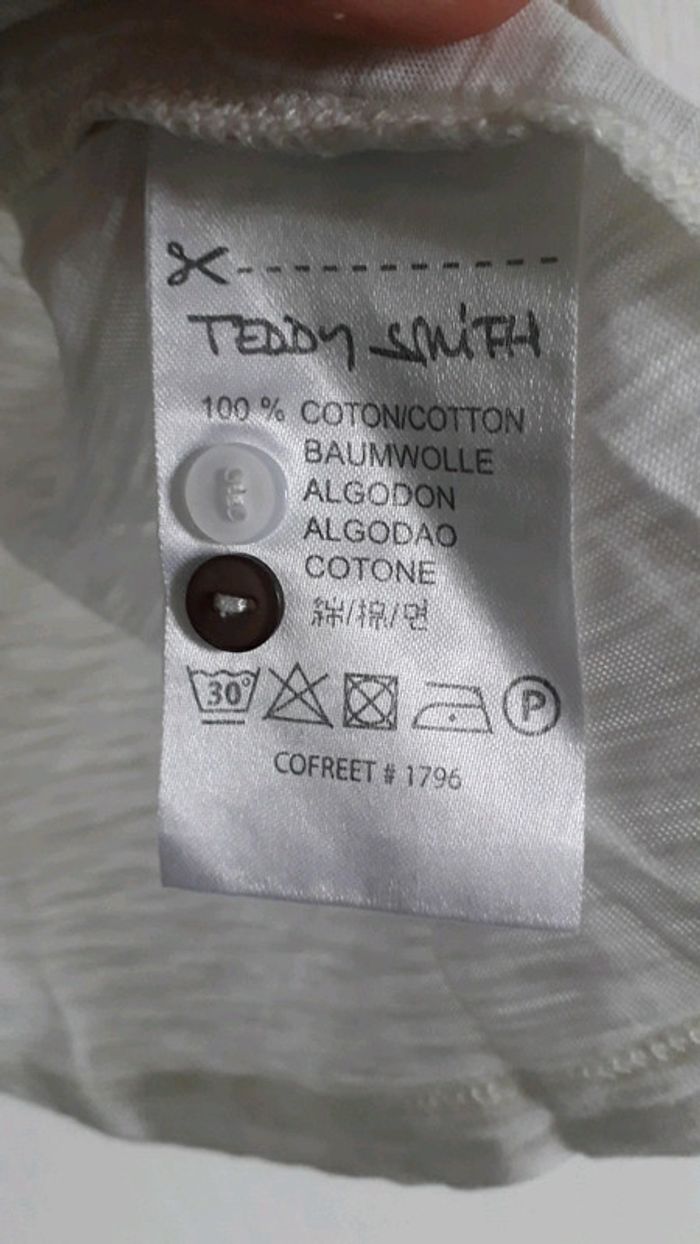 TEDDY SMITH
100 % COTON/COTTON
BAUMWOLLE
ALGODON
ALGODAO
COTONE
綿/棉/면
30°
P
COFREET # 1796